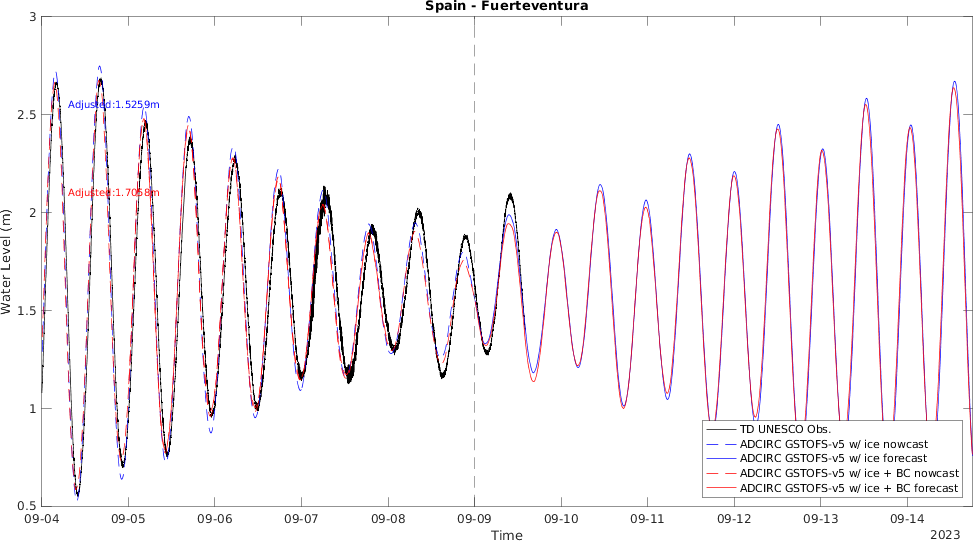 Spain - Fuerteventura
3
2.5
2
1.5
1
0.5
Water Level (m)
Adjusted:1.5259m
Adjusted:1.7058m
TD UNESCO Obs.
ADCIRC GSTOFS-v5 w/ ice nowcast
ADCIRC GSTOFS-v5 w/ ice forecast
ADCIRC GSTOFS-v5 w/ ice + BC nowcast
ADCIRC GSTOFS-v5 w/ ice + BC forecast
09-04 09-05 09-06 09-07 09-08 09-09 09-10 09-11 09-12 09-13 09-14
Time
2023